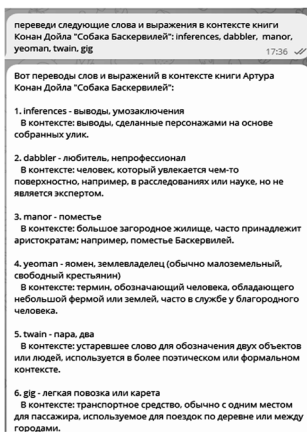 переведи следующие слова и выражения в контексте книги
Конан Дойла "Собака Баскервилей": inferences, dabbler, manor,
yeoman, twain, gig
17:36
Вот переводы слов и выражений в контексте книги Артура
Конан Дойла "Собака Баскервилей":
1. inferences - выводы, умозаключения
В контексте: выводы, сделанные персонажами на основе
собранных улик.
2. dabbler - любитель, непрофессионал
В контексте: человек, который увлекается чем-то
поверхностно, например, в расследованиях или науке, но не
является экспертом.
3. manor - поместье
В контексте: большое загородное жилище, часто принадлежит
аристократам; например, поместье Баскервилей.
4. yeoman - яомен, землевладелец (обычно малоземельный,
свободный крестьянин)
В контексте: термин, обозначающий человека, обладающего
небольшой фермой или землей, часто в службе у благородного
человека.
5. twain - пара, два
В контексте: устаревшее слово для обозначения двух объектов
или людей, используется в более поэтическом или формальном
контексте.
6. gig - легкая повозка или карета
В контексте: транспортное средство, обычно с одним местом
для пассажира, используемое для поездок по деревне или между
городами.